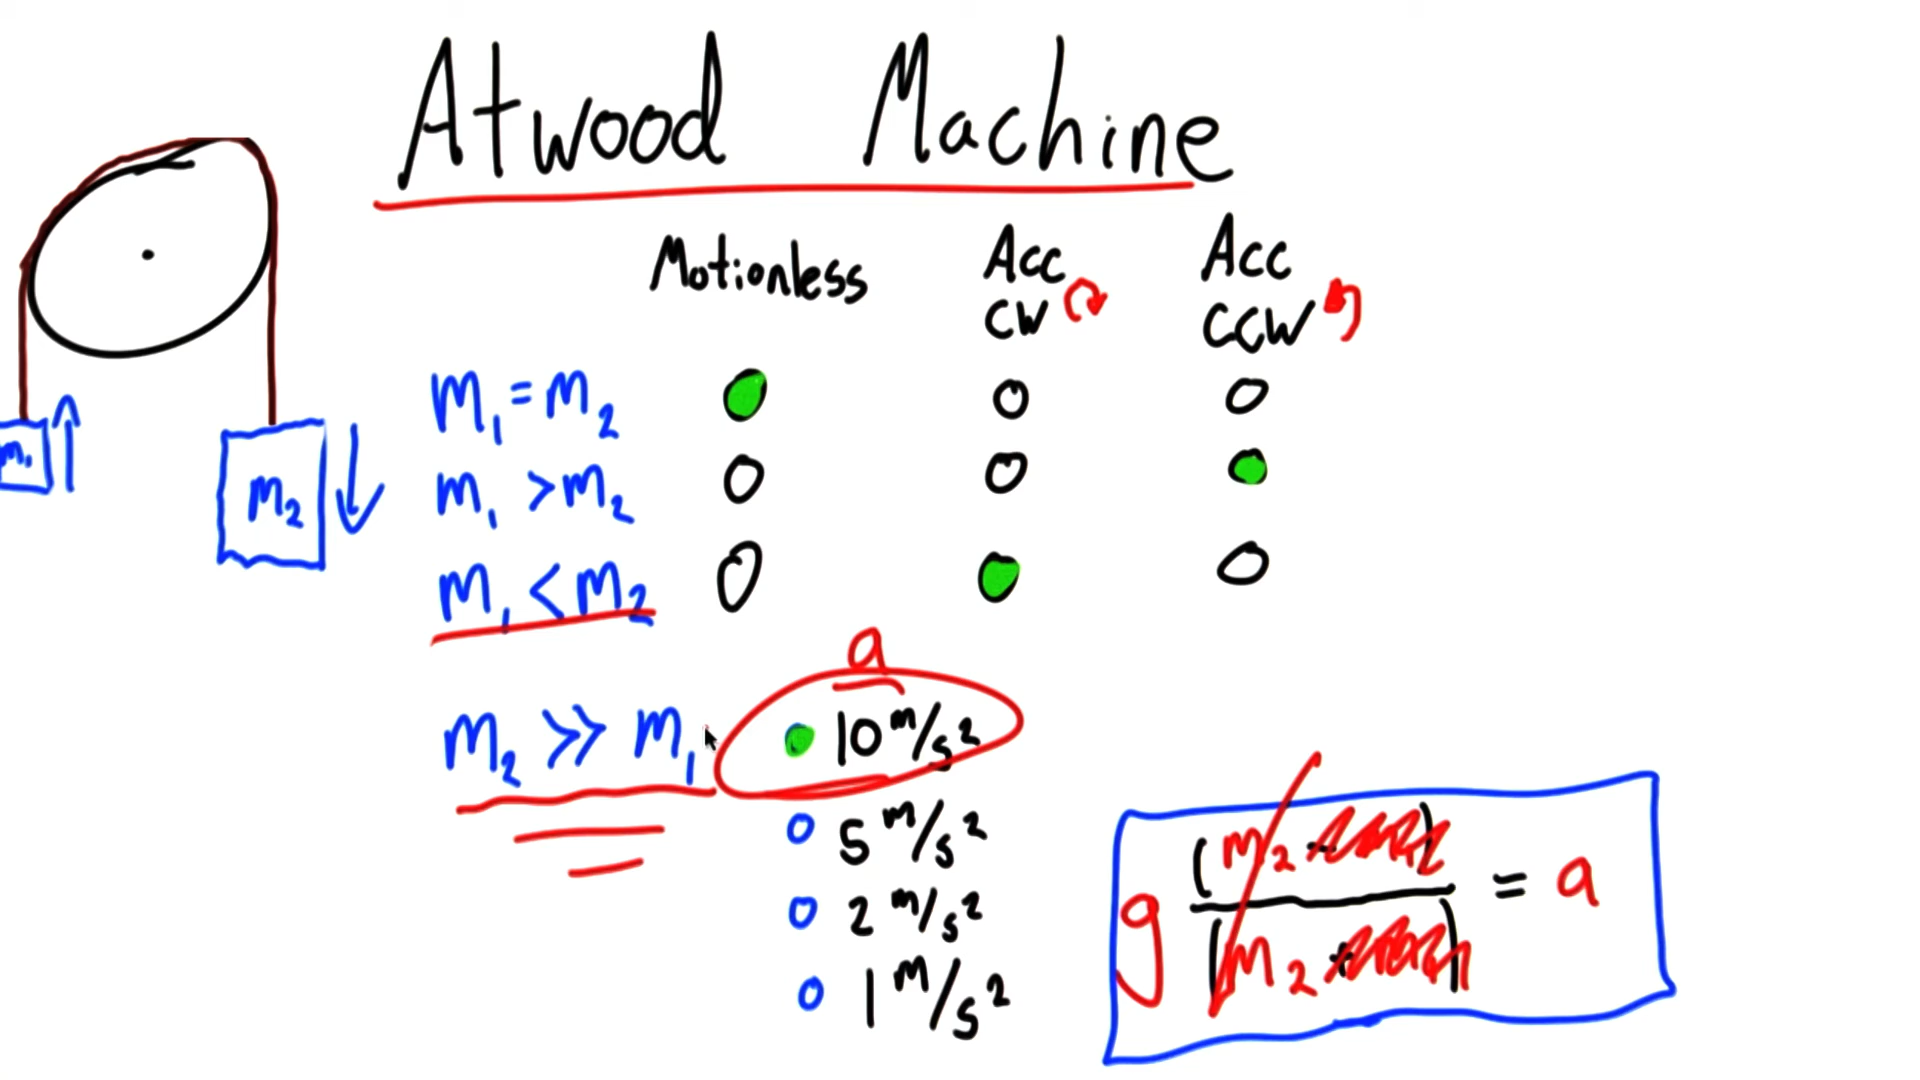 Atwood Machine
Motionless Acc CW Acc CCW
m₁ = m₂
m₁ > m₂
m₁ < m₂
m₁
m₂
a
m₂ >> m₁ 10 m/s²
5 m/s²
2 m/s²
1 m/s²
g (m₂ - ) / (m₂ + ) = a